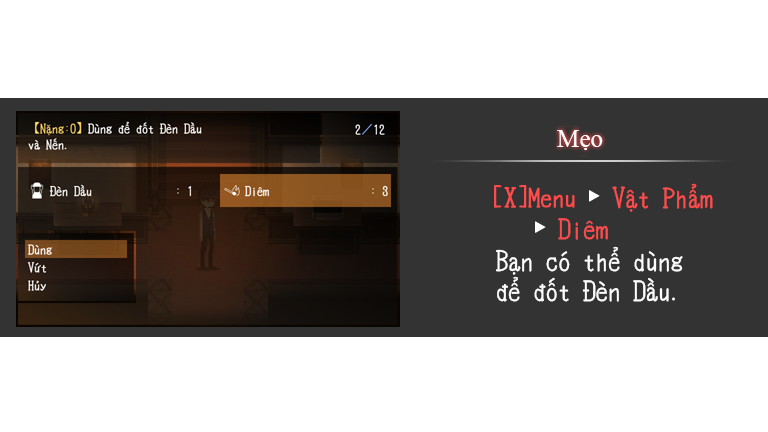 【Nặng:0】Dùng để đốt Đèn Dầu
và Nến.
2/12
Đèn Dầu : 1
Diêm : 3
Dùng
Vứt
Hủy
Mẹo
[X]Menu ▶ Vật Phẩm
▶ Diêm
Bạn có thể dùng
để đốt Đèn Dầu.